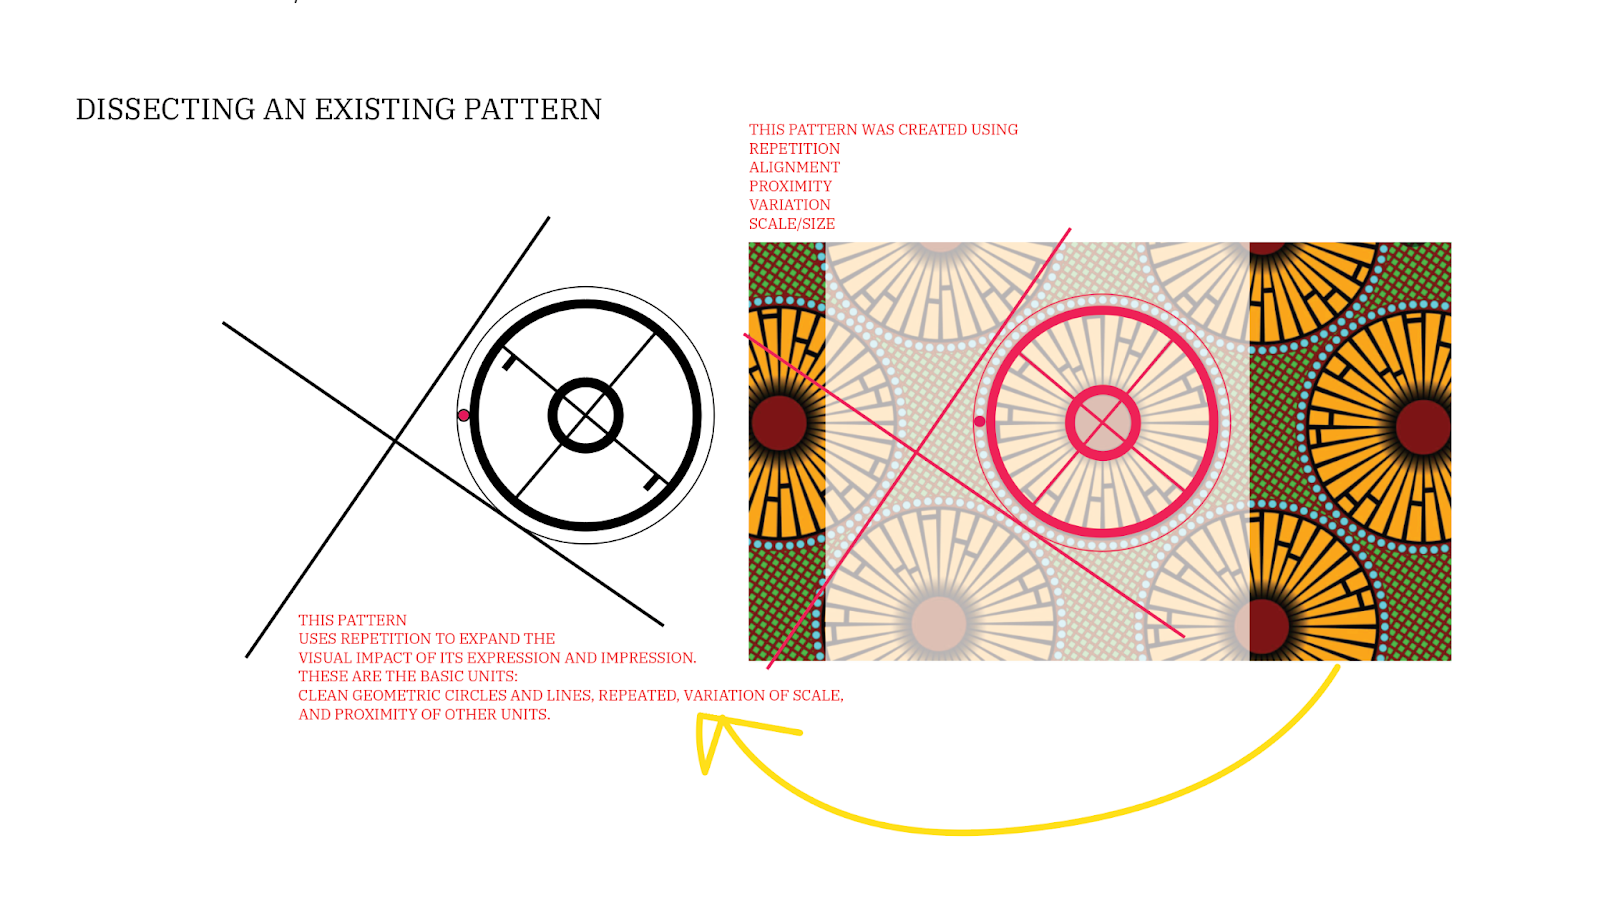 DISSECTING AN EXISTING PATTERN
THIS PATTERN WAS CREATED USING
REPETITION
ALIGNMENT
PROXIMITY
VARIATION
SCALE/SIZE
THIS PATTERN
USES REPETITION TO EXPAND THE
VISUAL IMPACT OF ITS EXPRESSION AND IMPRESSION.
THESE ARE THE BASIC UNITS:
CLEAN GEOMETRIC CIRCLES AND LINES, REPEATED, VARIATION OF SCALE,
AND PROXIMITY OF OTHER UNITS.